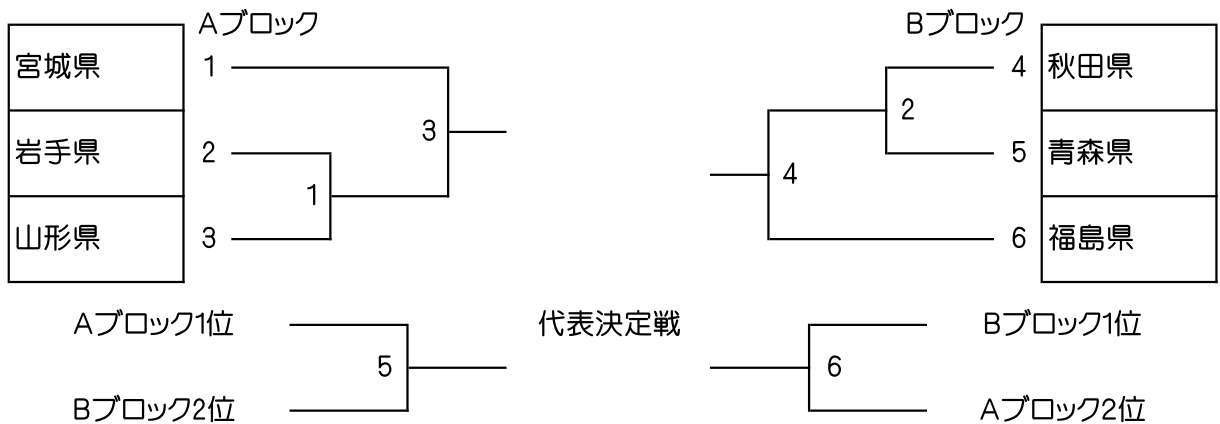 Aブロック
Bブロック
宮城県 1
4 秋田県
2
3
岩手県 2
5 青森県
4
1
山形県 3
6 福島県
Aブロック1位
代表決定戦
Bブロック1位
5
6
Bブロック2位
Aブロック2位